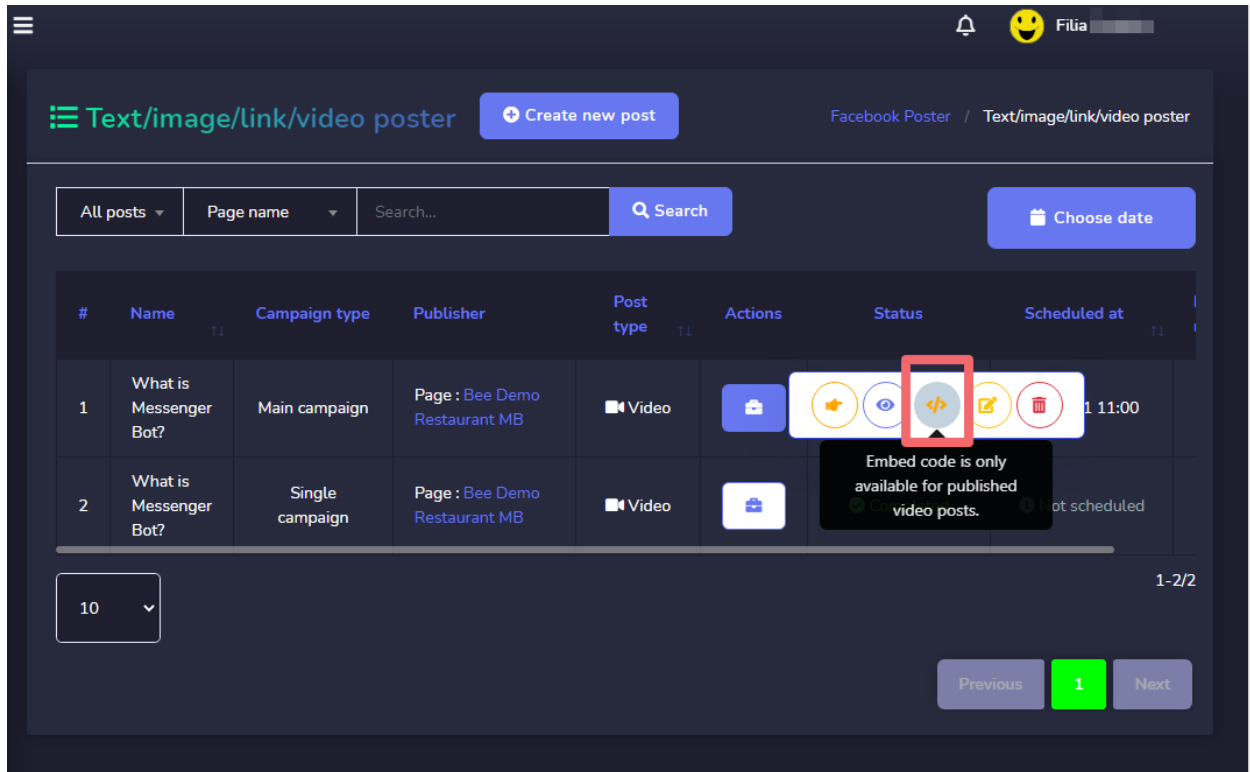 Filia
Text/image/link/video poster
Create new post
Facebook Poster / Text/image/link/video poster
All posts
Page name
Search...
Search
Choose date
# Name Campaign type Publisher Post type Actions Status Scheduled at
1 What is Messenger Bot? Main campaign Page : Bee Demo Restaurant MB Video 1 11:00
Embed code is only
available for published
video posts.
2 What is Messenger Bot? Single campaign Page : Bee Demo Restaurant MB Video Not scheduled
10
1-2/2
Previous 1 Next